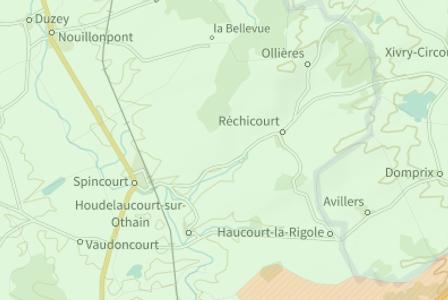 Duzey
Nouillonpont
la Bellevue
Ollières
Xivry-Circou
Réchicourt
Spincourt
Domprix
Houdelaucourt-sur-
Othain
Avillers
Haucourt-la-Rigole
Vaudoncourt